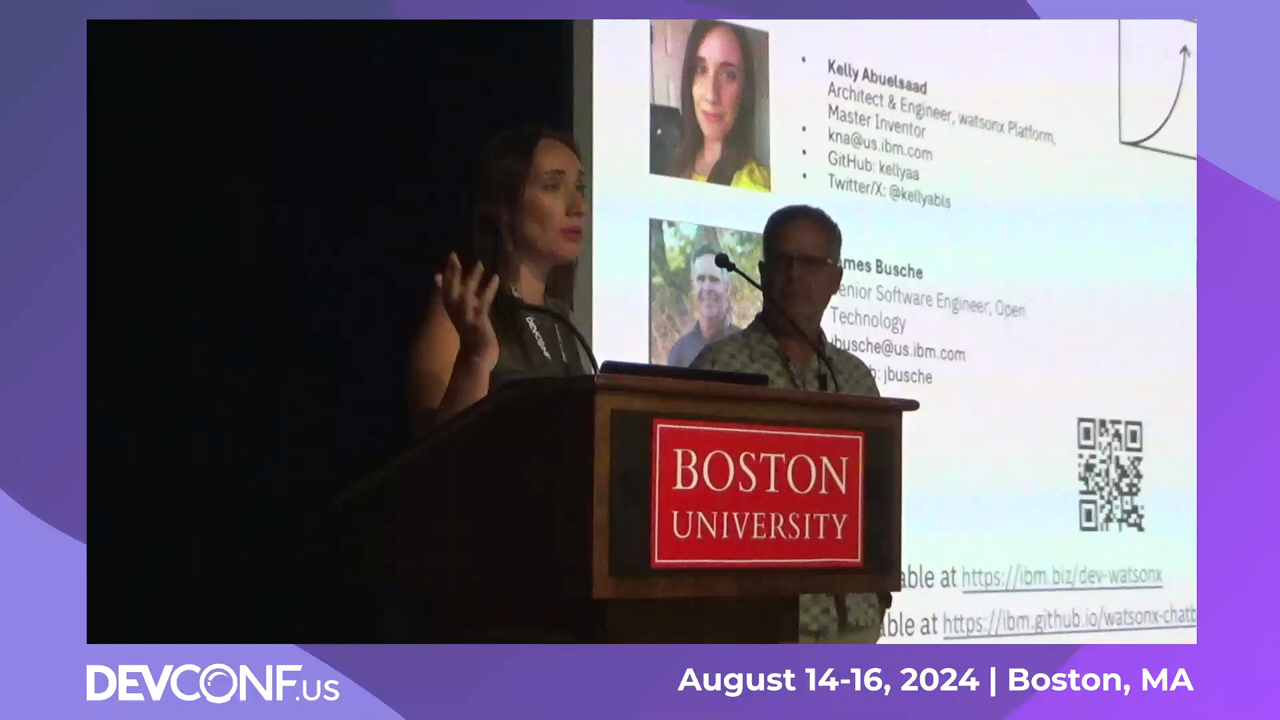 Kelly Abuelsaad
Architect & Engineer, watsonx Platform,
Master Inventor
kna@us.ibm.com
GitHub: kellyaa
Twitter/X: @kellyabls
mes Busche
enior Software Engineer, Open
Technology
jbusche@us.ibm.com
b: jbusche
DEVCONF
BOSTON
UNIVERSITY
able at https://ibm.biz/dev-watsonx
able at https://ibm.github.io/watsonx-chatb
DEVCONF.us
August 14-16, 2024 | Boston, MA